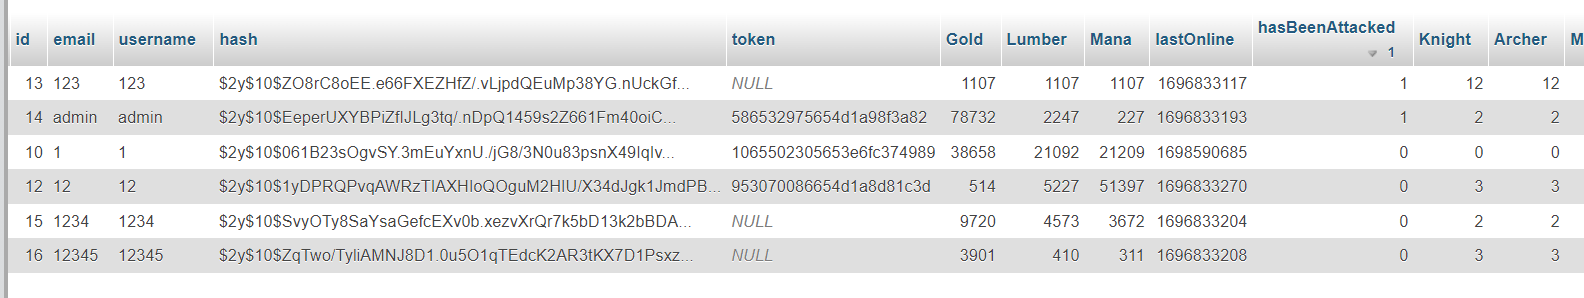 id email username hash token Gold Lumber Mana lastOnline hasBeenAttacked 1 Knight Archer M
13 123 123 $2y$10$ZO8rC8oEE.e66FXEZHfZ/.vLjpdQEuMp38YG.nUckGf... NULL 1107 1107 1107 1696833117 1 12 12
14 admin admin $2y$10$EeperUXYBPiZflJLg3tq/.nDpQ1459s2Z661Fm40oiC... 586532975654d1a98f3a82 78732 2247 227 1696833193 1 2 2
10 1 1 $2y$10$061B23sOgvSY.3mEuYxnU./jG8/3N0u83psnX49Iqlv... 1065502305653e6fc374989 38658 21092 21209 1698590685 0 0 0
12 12 12 $2y$10$1yDPRQPvqAWRzTIAXHloQOguM2HlU/X34dJgk1JmdPB... 953070086654d1a8d81c3d 514 5227 51397 1696833270 0 3 3
15 1234 1234 $2y$10$SvyOTy8SaYsaGefcEXv0b.xezvXrQr7k5bD13k2bBDA... NULL 9720 4573 3672 1696833204 0 2 2
16 12345 12345 $2y$10$ZqTwo/TyliAMNJ8D1.0u5O1qTEdcK2AR3tKX7D1Psxz... NULL 3901 410 311 1696833208 0 3 3